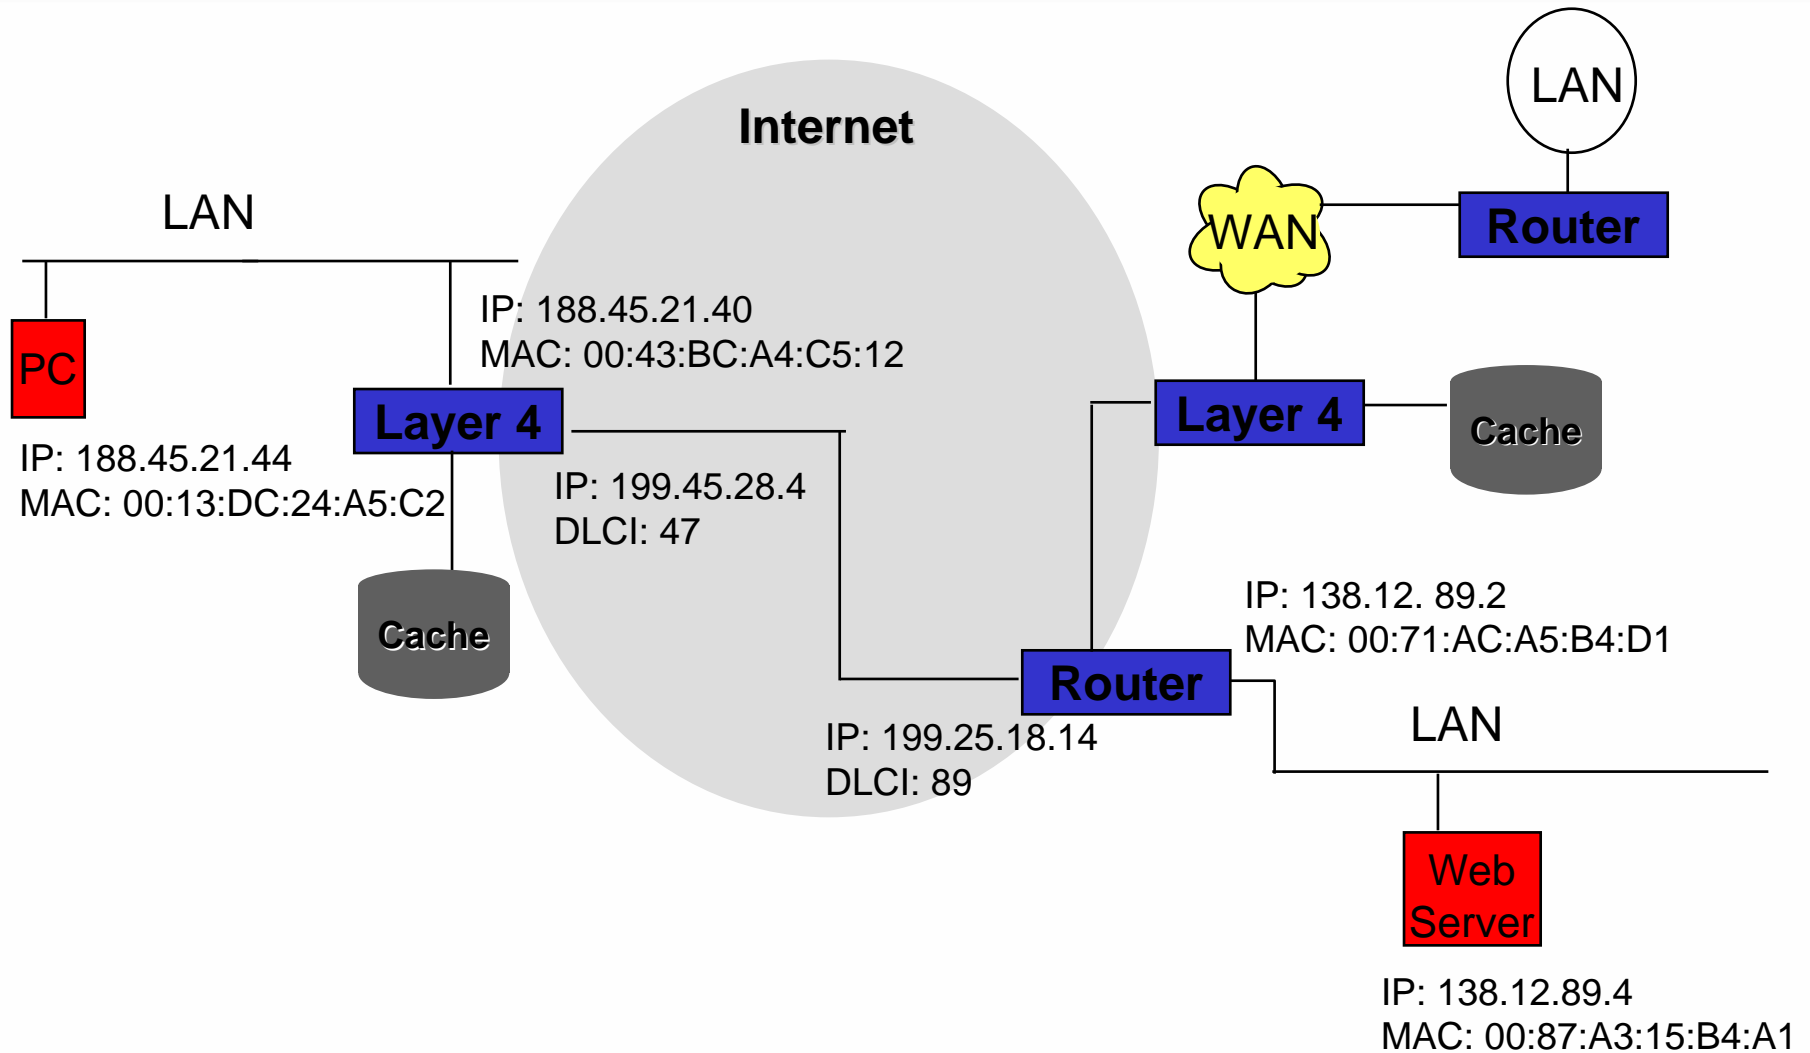 Internet
LAN
LAN
WAN
Router
IP: 188.45.21.40
MAC: 00:43:BC:A4:C5:12
PC
Layer 4
Layer 4
Cache
IP: 188.45.21.44
MAC: 00:13:DC:24:A5:C2
IP: 199.45.28.4
DLCI: 47
Cache
IP: 138.12. 89.2
MAC: 00:71:AC:A5:B4:D1
Router
IP: 199.25.18.14
DLCI: 89
LAN
Web
Server
IP: 138.12.89.4
MAC: 00:87:A3:15:B4:A1